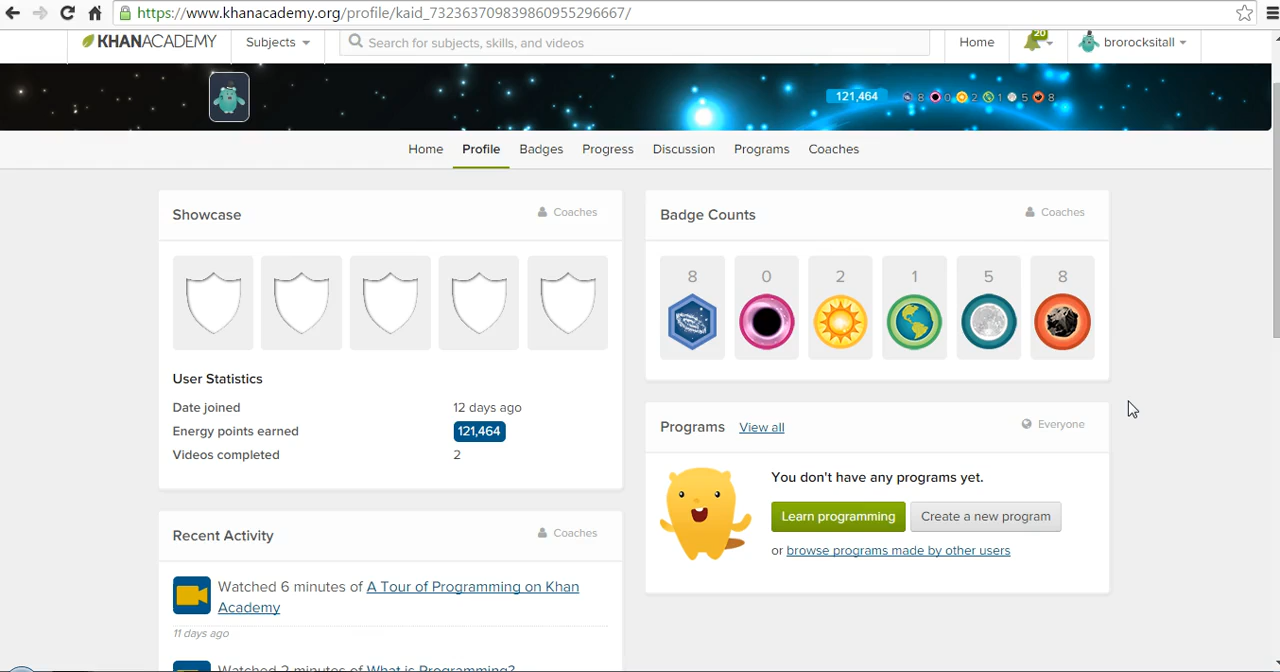 https://www.khanacademy.org/profile/kaid_732363709839860955296667/
KHANACADEMY Subjects Search for subjects, skills, and videos Home 20 brorocksitall
121,464 8 0 2 1 5 8
Home Profile Badges Progress Discussion Programs Coaches
Showcase Coaches
Badge Counts Coaches
8 0 2 1 5 8
User Statistics
Date joined 12 days ago
Energy points earned 121,464
Videos completed 2
Programs View all Everyone
You don't have any programs yet.
Learn programming Create a new program
or browse programs made by other users
Recent Activity Coaches
Watched 6 minutes of A Tour of Programming on Khan
Academy
11 days ago
Watched 2 minutes of What is Programming?